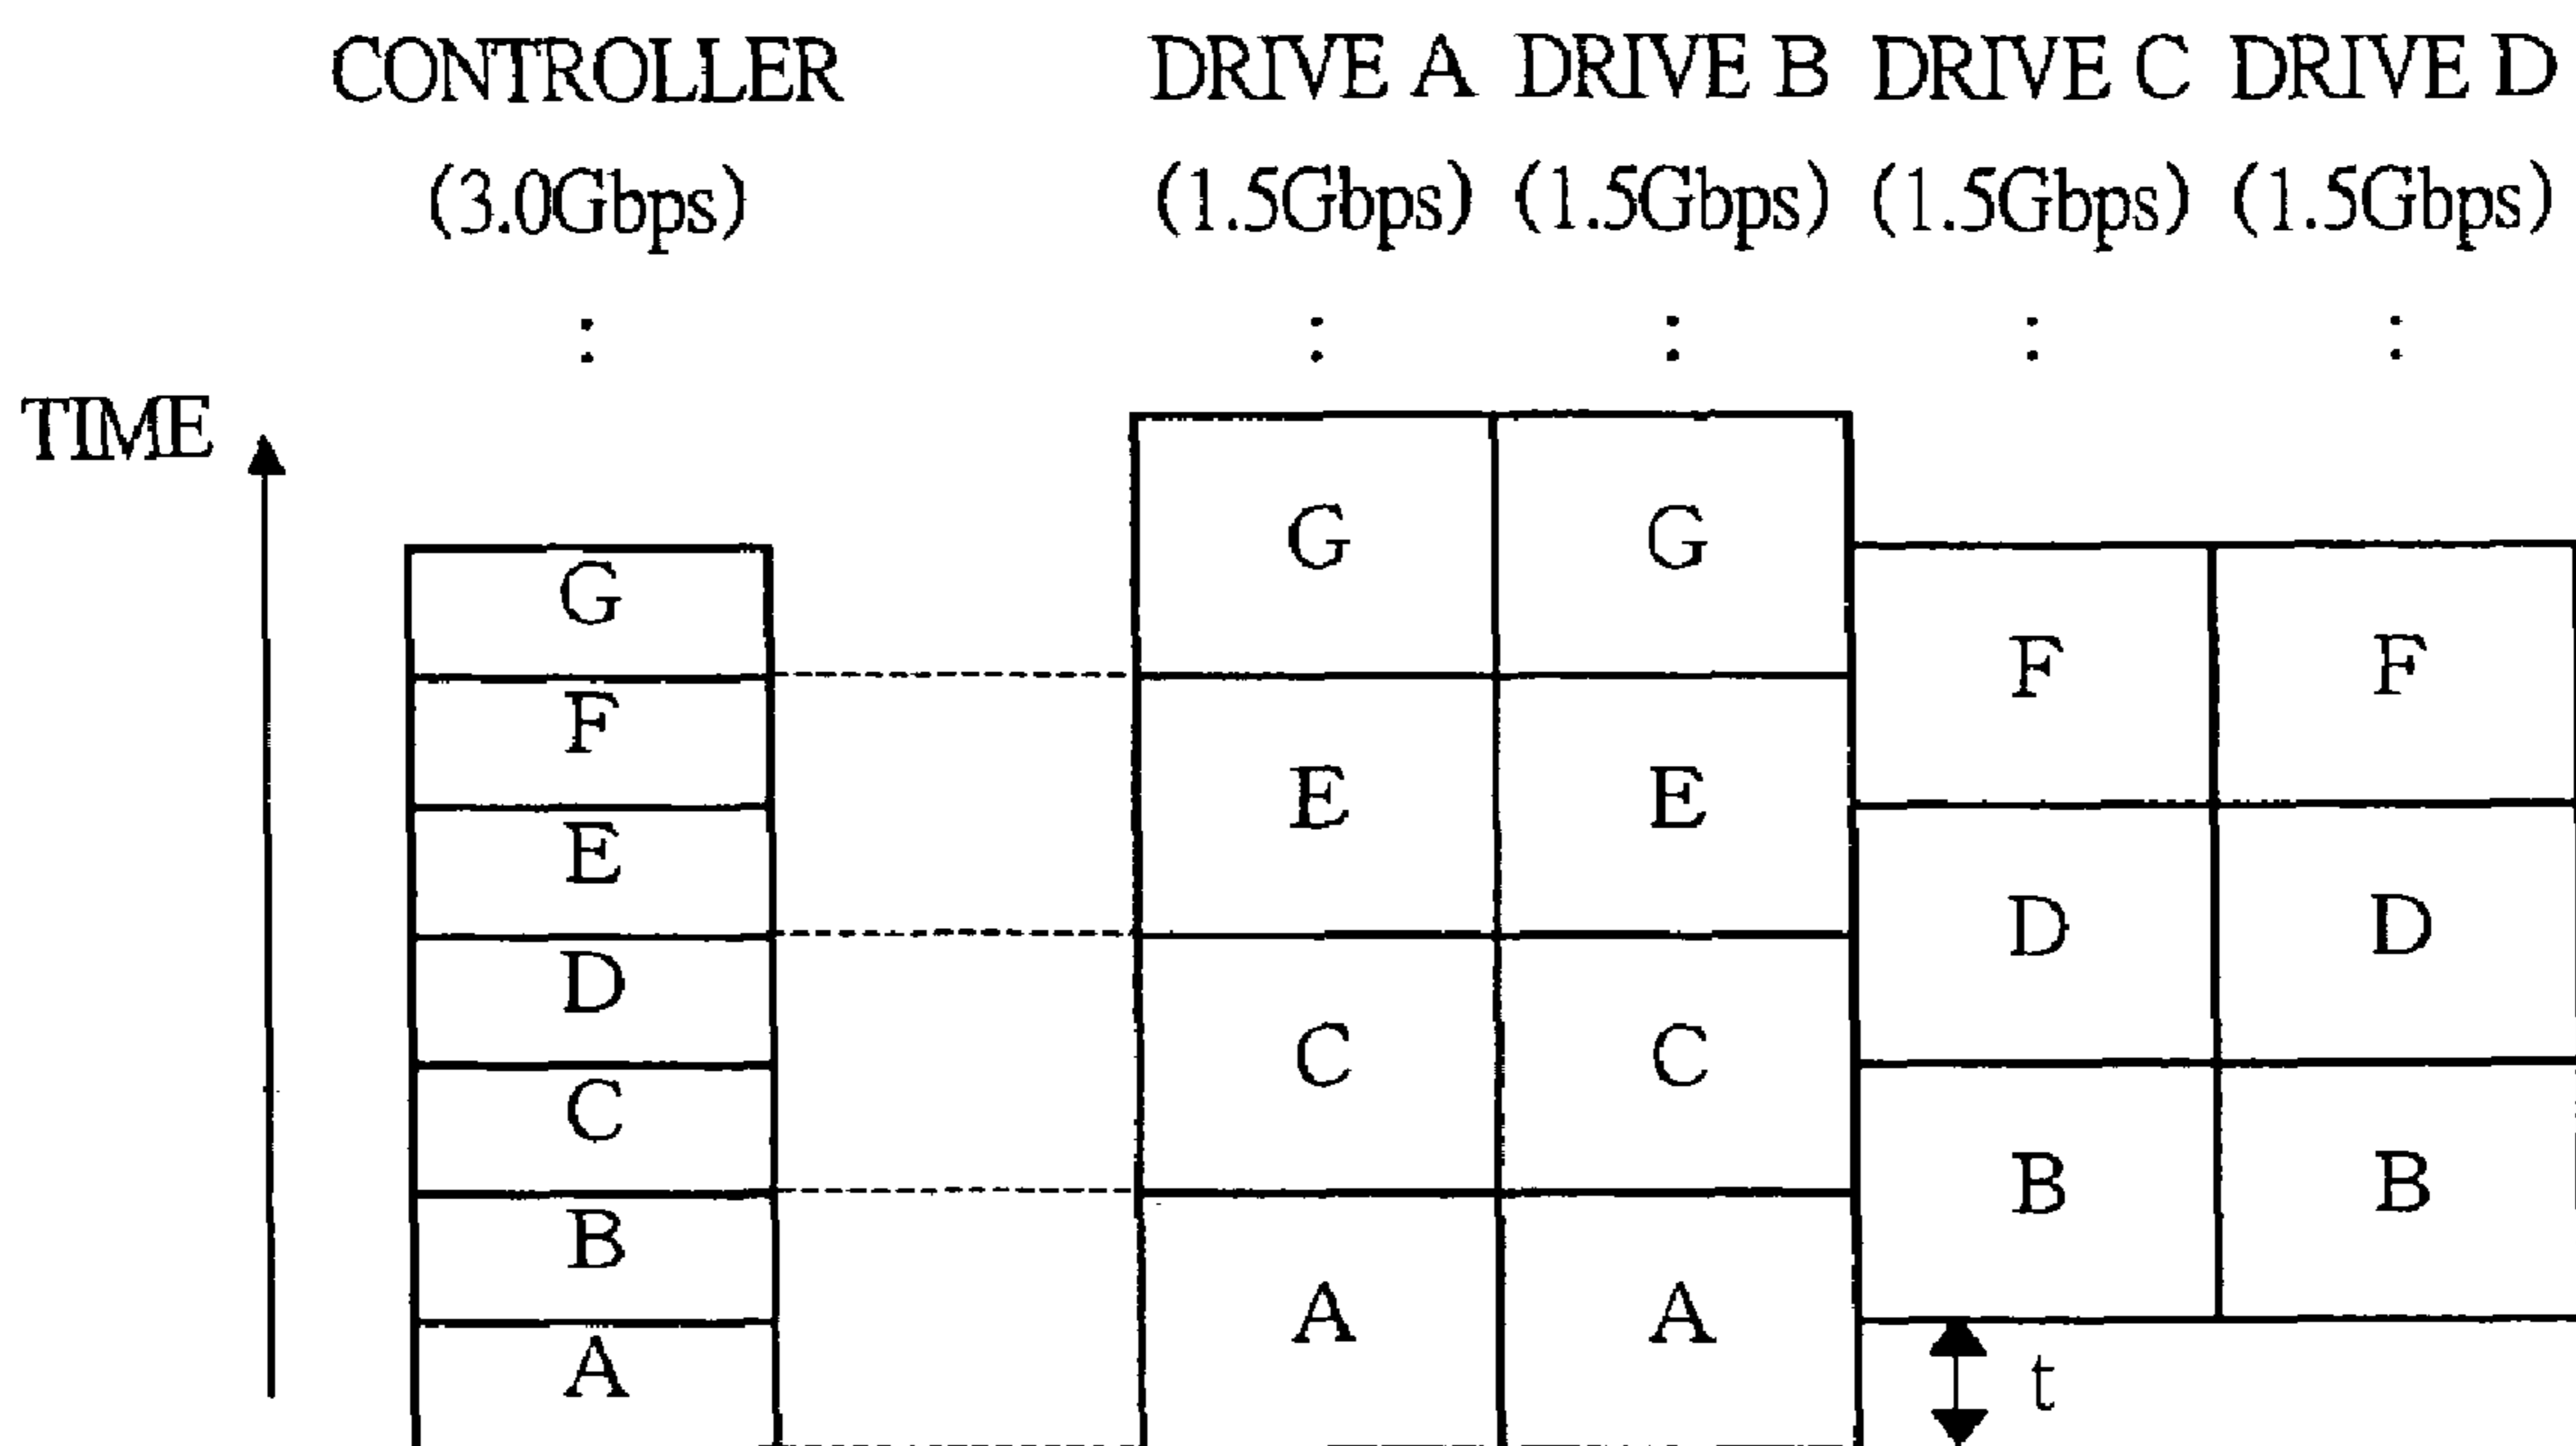 CONTROLLER DRIVE A DRIVE B DRIVE C DRIVE D
(3.0Gbps) (1.5Gbps) (1.5Gbps) (1.5Gbps) (1.5Gbps)
: : : : :
TIME
G G G
F F F
E E E
D D D
C C C
B B B
A A A
t